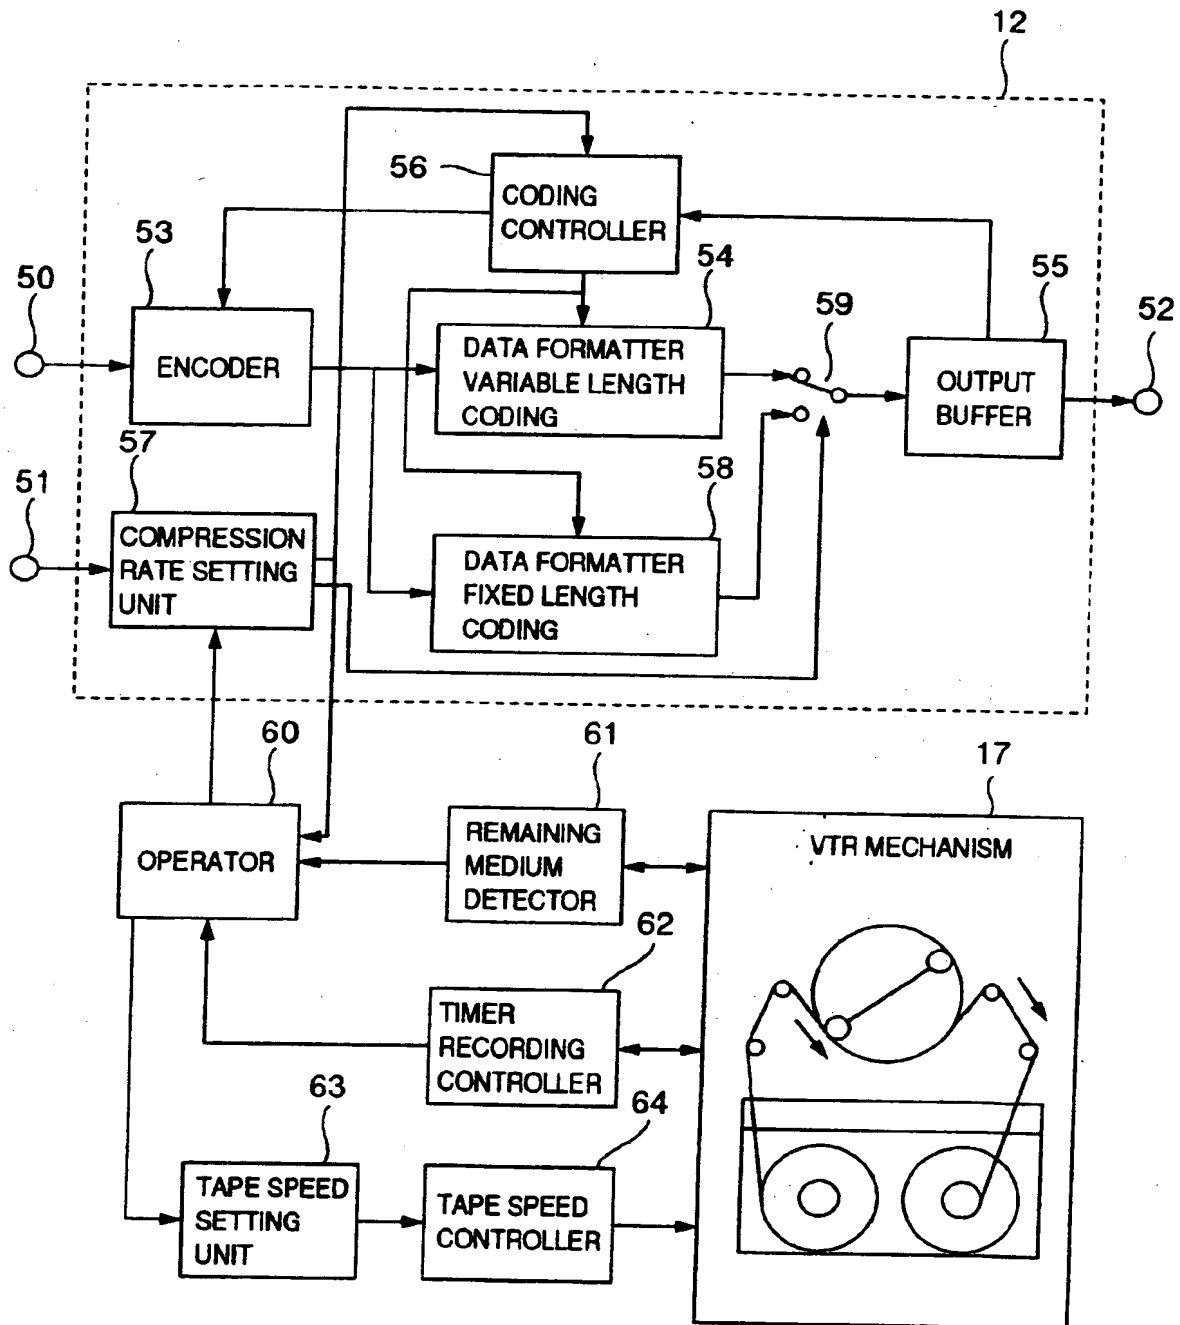 12
56
CODING
CONTROLLER
53
54
55
50
59
52
ENCODER
DATA FORMATTER
VARIABLE LENGTH
CODING
OUTPUT
BUFFER
57
51
58
COMPRESSION
RATE SETTING
UNIT
DATA FORMATTER
FIXED LENGTH
CODING
60
61
17
OPERATOR
REMAINING
MEDIUM
DETECTOR
VTR MECHANISM
62
TIMER
RECORDING
CONTROLLER
63
64
TAPE SPEED
SETTING
UNIT
TAPE SPEED
CONTROLLER